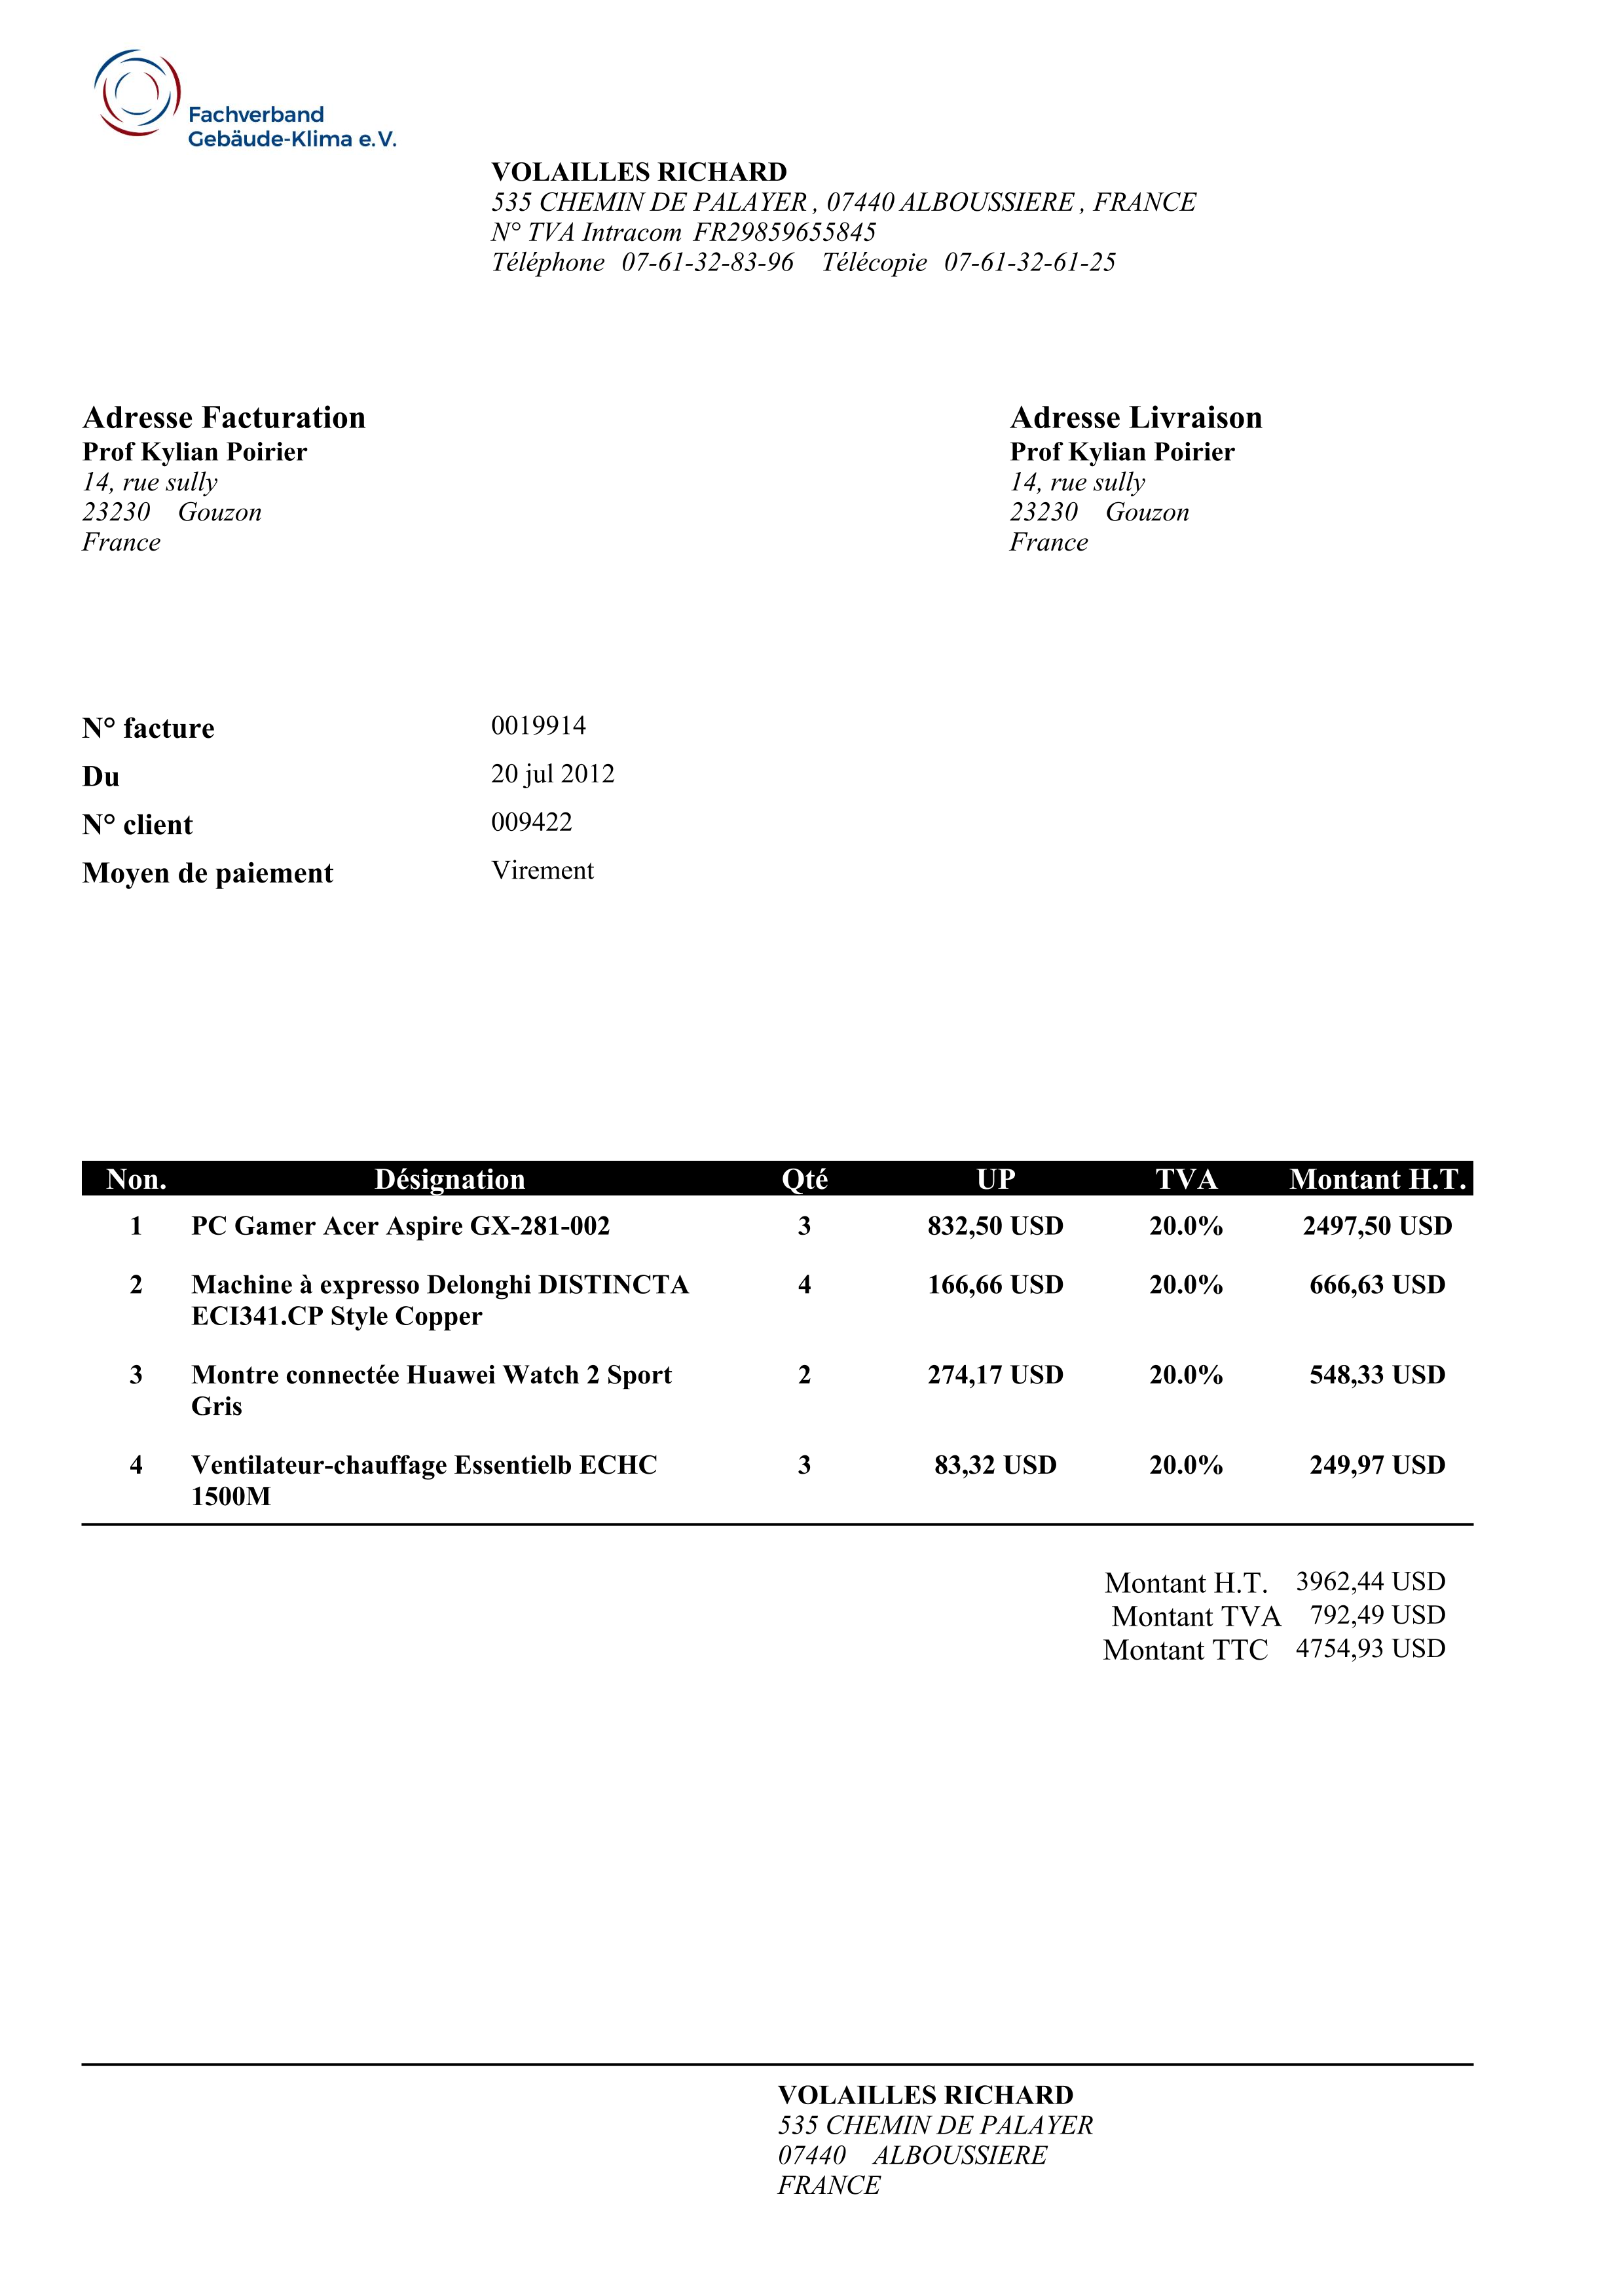 Fachverband
Gebäude-Klima e.V.
VOLAILLES RICHARD
535 CHEMIN DE PALAYER , 07440 ALBOUSSIERE , FRANCE
N° TVA Intracom FR29859655845
Téléphone 07-61-32-83-96 Télécopie 07-61-32-61-25
Adresse Facturation
Prof Kylian Poirier
14, rue sully
23230 Gouzon
France
Adresse Livraison
Prof Kylian Poirier
14, rue sully
23230 Gouzon
France
N° facture 0019914
Du 20 jul 2012
N° client 009422
Moyen de paiement Virement
Non. Désignation Qté UP TVA Montant H.T.
1 PC Gamer Acer Aspire GX-281-002 3 832,50 USD 20.0% 2497,50 USD
2 Machine à expresso Delonghi DISTINCTA 4 166,66 USD 20.0% 666,63 USD
ECI341.CP Style Copper
3 Montre connectée Huawei Watch 2 Sport 2 274,17 USD 20.0% 548,33 USD
Gris
4 Ventilateur-chauffage Essentielb ECHC 3 83,32 USD 20.0% 249,97 USD
1500M
Montant H.T. 3962,44 USD
Montant TVA 792,49 USD
Montant TTC 4754,93 USD
VOLAILLES RICHARD
535 CHEMIN DE PALAYER
07440 ALBOUSSIERE
FRANCE